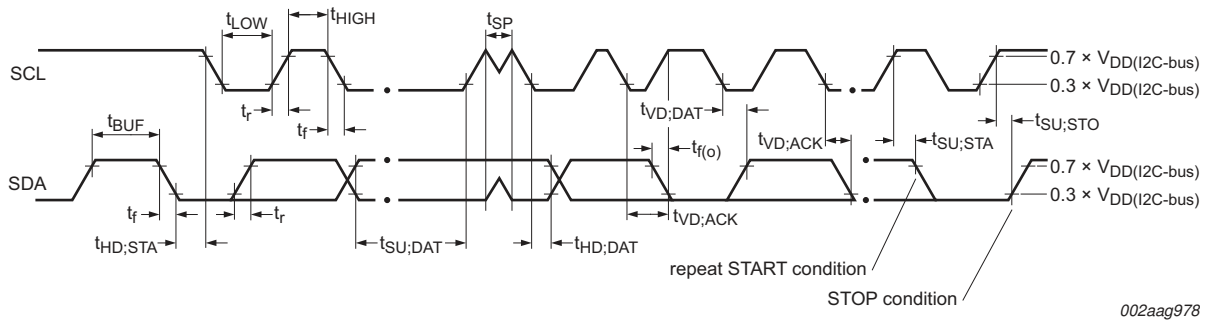 tLOW
tHIGH
tSP
SCL
0.7 × VDD(I2C-bus)
0.3 × VDD(I2C-bus)
tr
tf
tVD;DAT
tSU;STO
tBUF
tf(o)
tVD;ACK
tSU;STA
SDA
0.7 × VDD(I2C-bus)
0.3 × VDD(I2C-bus)
tf
tr
tVD;ACK
tHD;STA
tSU;DAT
tHD;DAT
repeat START condition
STOP condition
002aag978